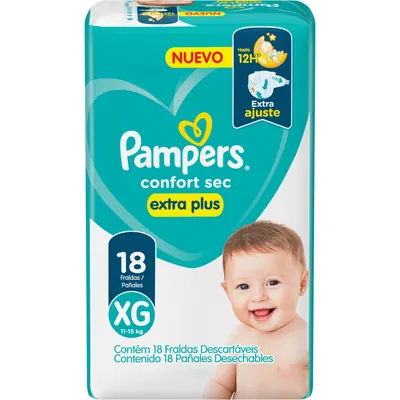 NUEVO
Hasta
12H
Extra
ajuste
Pampers
confort sec
extra plus
18
Fraldas /
Pañales
XG
11-15 kg
Contém 18 Fraldas Descartáveis
Contenido 18 Pañales Desechables